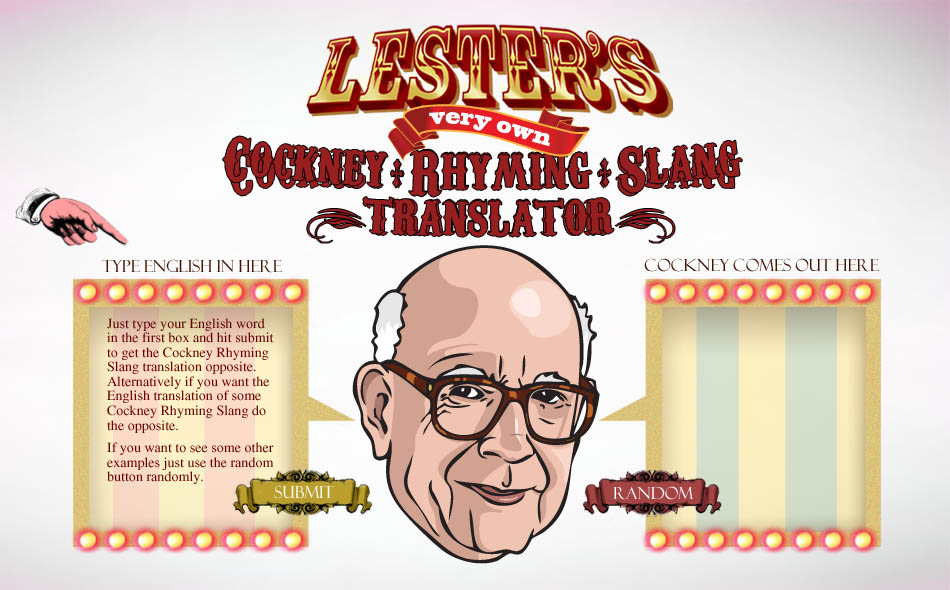 LESTER'S
very own
COCKNEY RHYMING SLANG
TRANSLATOR
TYPE ENGLISH IN HERE
Just type your English word
in the first box and hit submit
to get the Cockney Rhyming
Slang translation opposite.
Alternatively if you want the
English translation of some
Cockney Rhyming Slang do
the opposite.
If you want to see some other
examples just use the random
button randomly.
SUBMIT
COCKNEY COMES OUT HERE
RANDOM